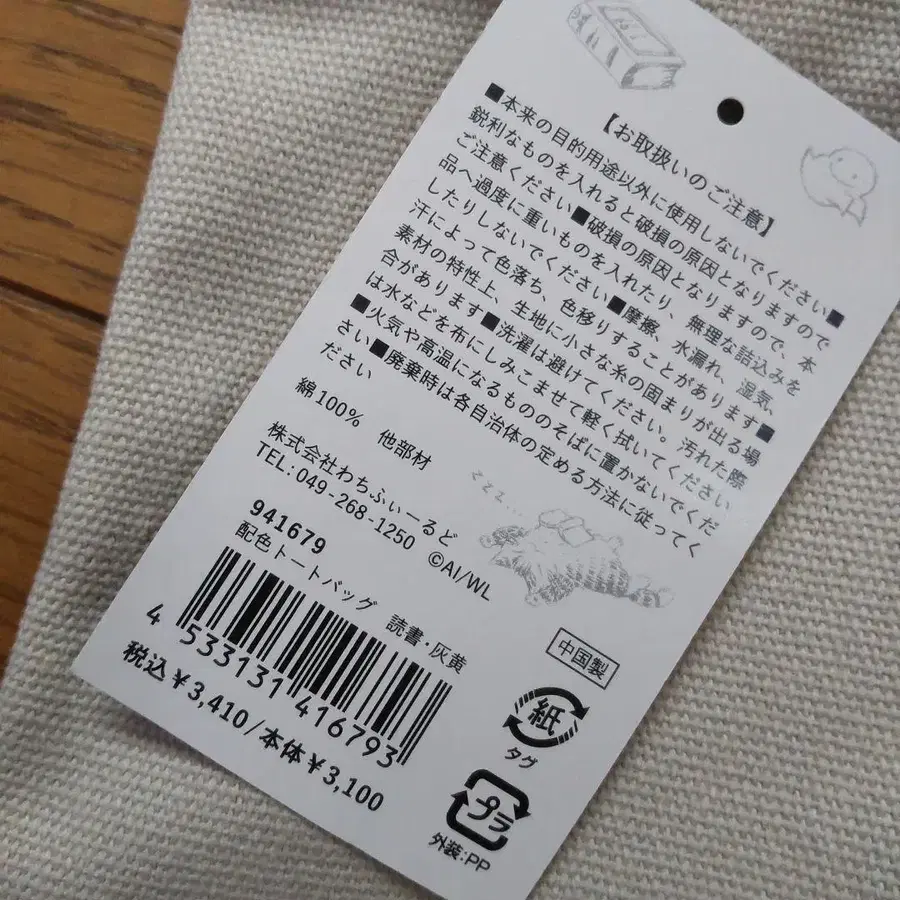 【お取扱いのご注意】
■本来の目的用途以外に使用しないでください■
鋭利なものを入れると破損の原因となりますので
ご注意ください■破損の原因となりますので、本
品へ過度に重いものを入れたり、無理な詰込みを
したりしないでください■摩擦、水漏れ、湿気、
汗によって色落ち、色移りすることがあります■
素材の特性上、生地に小さな糸の固まりが出る場
合があります■洗濯は避けてください。汚れた際
は水などを布にしみこませて軽く拭いてください
■火気や高温になるもののそばに置かないでくだ
さい■廃棄時は各自治体の定める方法に従ってく
ださい
綿100% 他部材
株式会社わちふぃーるど
TEL:049-268-1250 ©AI/WL
zzz....
941679
配色トートバッグ 読書・灰黄
4 533131 416793
税込￥3,410/本体￥3,100
中国製
紙
タグ
プラ
外装:PP